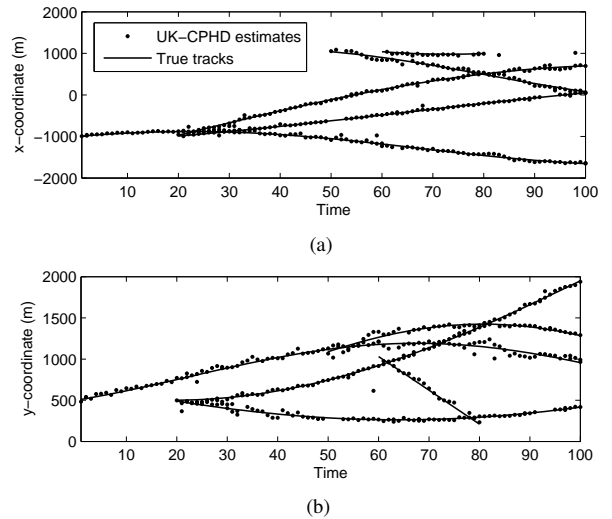 1000
0
−1000
−2000
x−coordinate (m)
UK−CPHD estimates
True tracks
10 20 30 40 50 60 70 80 90 100
Time
(a)
2000
1500
1000
500
0
y−coordinate (m)
10 20 30 40 50 60 70 80 90 100
Time
(b)